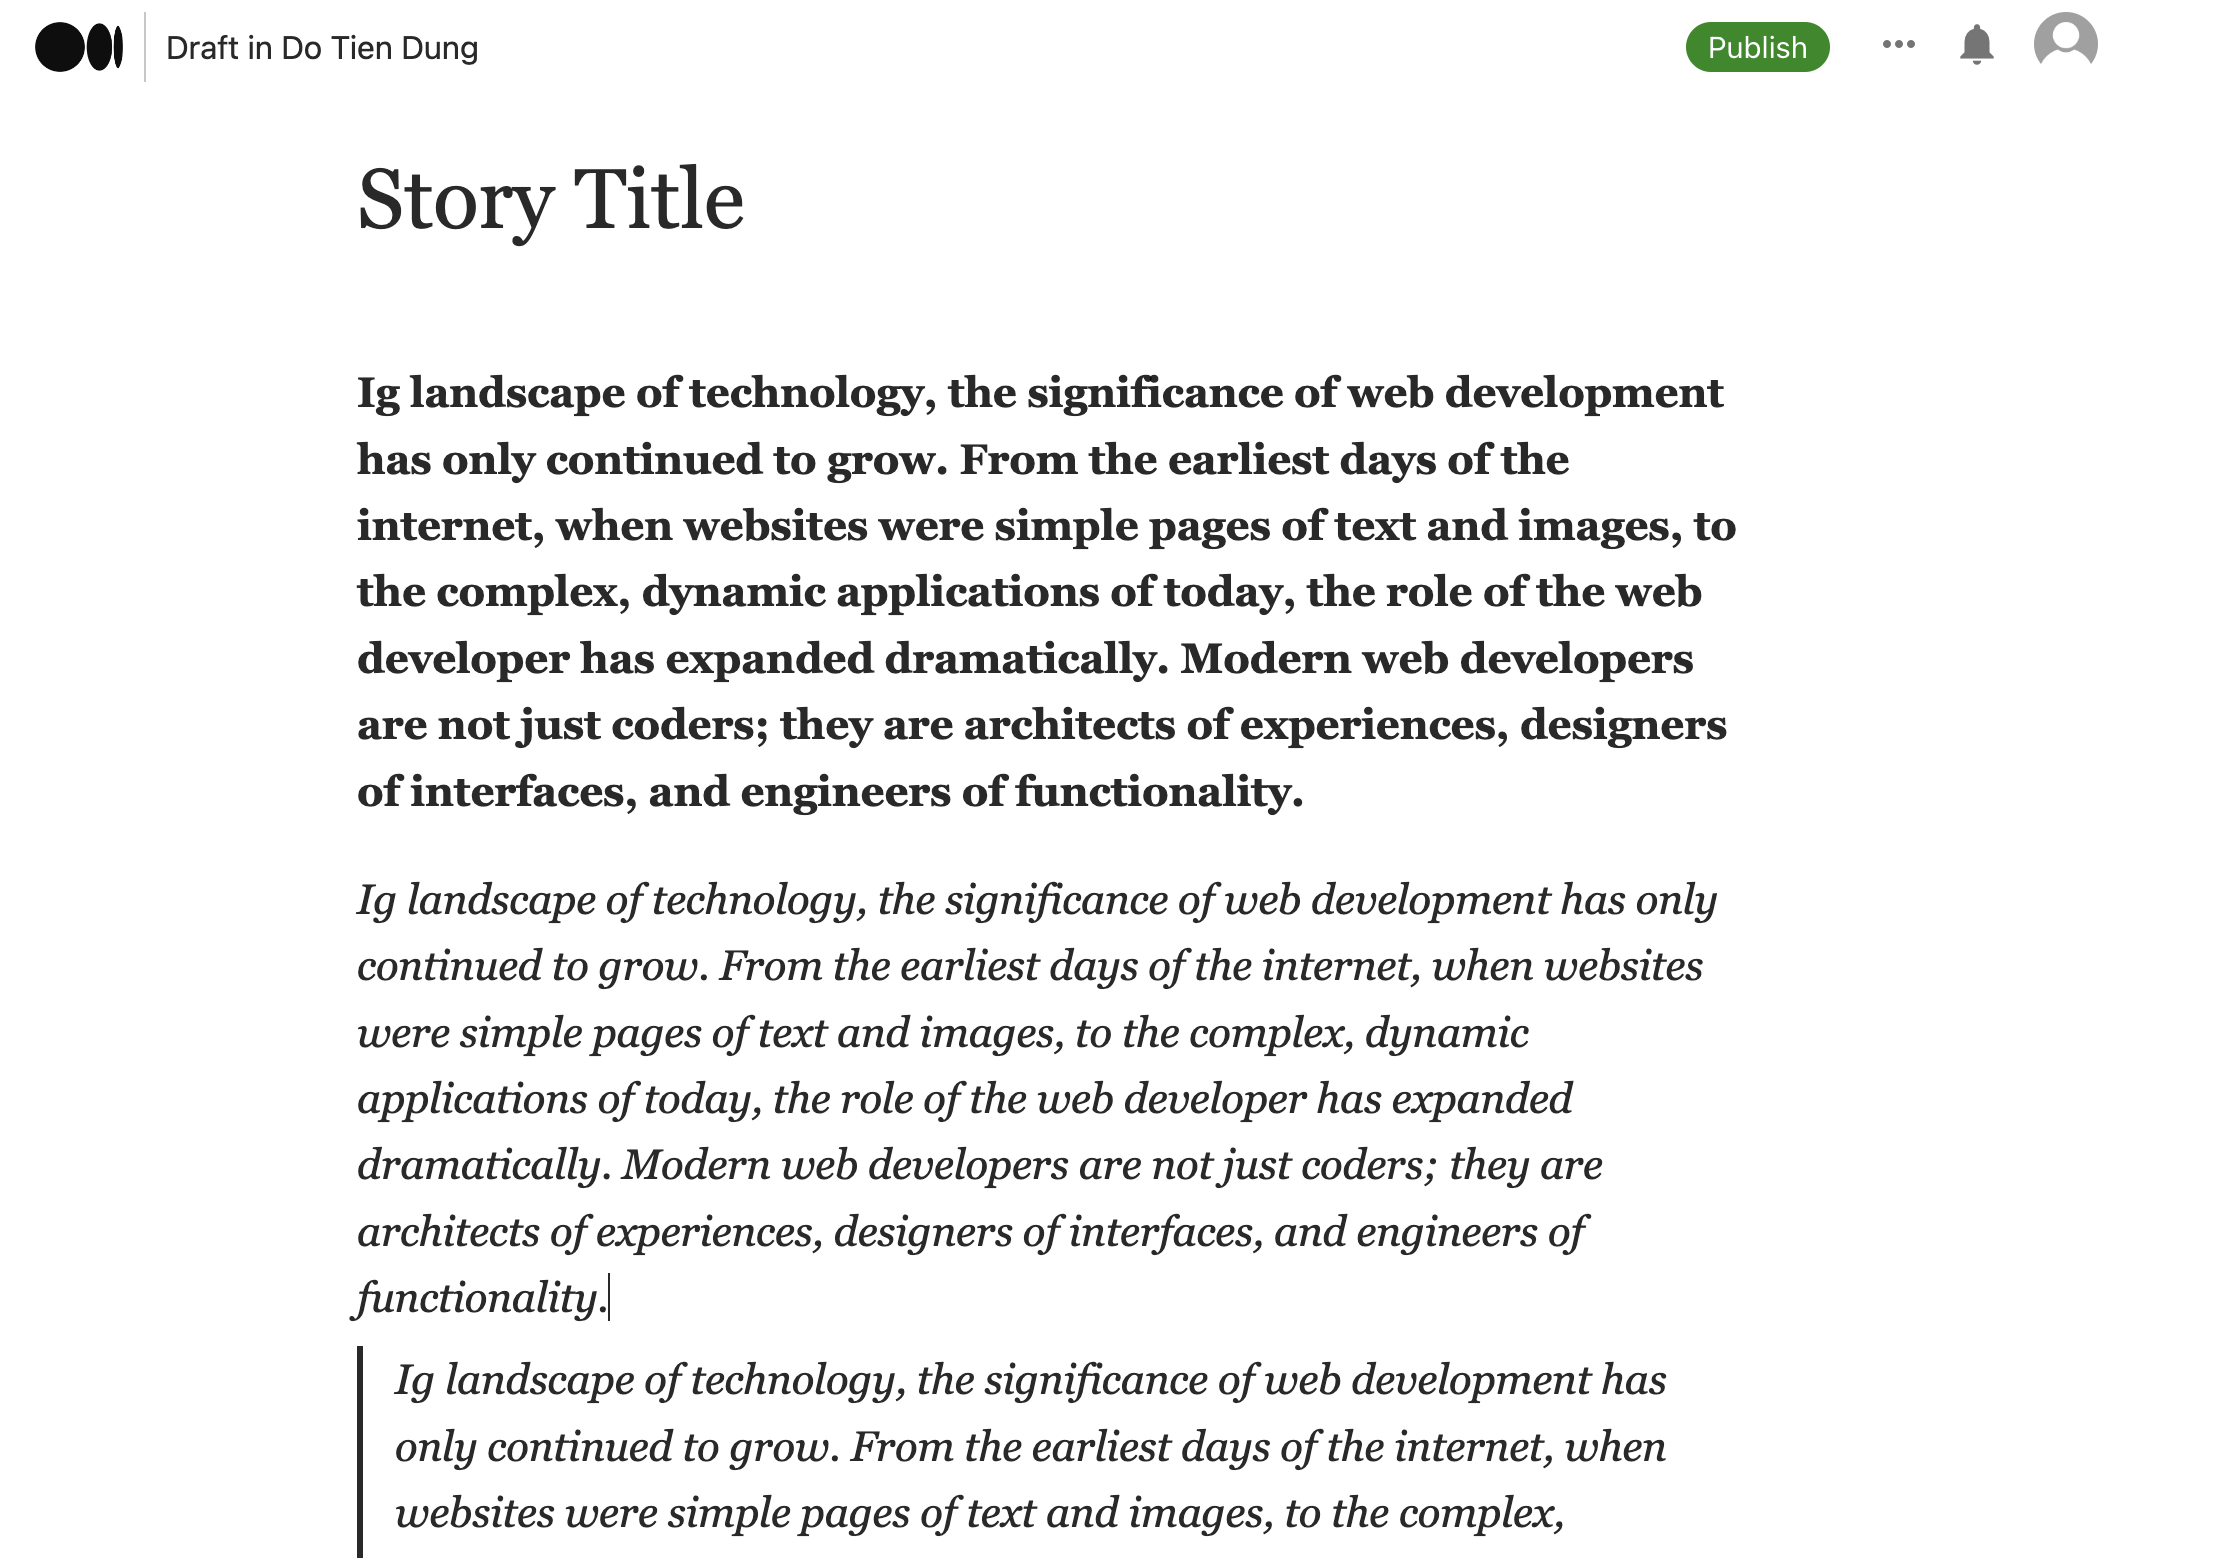 Draft in Do Tien Dung
Publish
Story Title
Ig landscape of technology, the significance of web development
has only continued to grow. From the earliest days of the
internet, when websites were simple pages of text and images, to
the complex, dynamic applications of today, the role of the web
developer has expanded dramatically. Modern web developers
are not just coders; they are architects of experiences, designers
of interfaces, and engineers of functionality.
Ig landscape of technology, the significance of web development has only
continued to grow. From the earliest days of the internet, when websites
were simple pages of text and images, to the complex, dynamic
applications of today, the role of the web developer has expanded
dramatically. Modern web developers are not just coders; they are
architects of experiences, designers of interfaces, and engineers of
functionality.
Ig landscape of technology, the significance of web development has
only continued to grow. From the earliest days of the internet, when
websites were simple pages of text and images, to the complex,